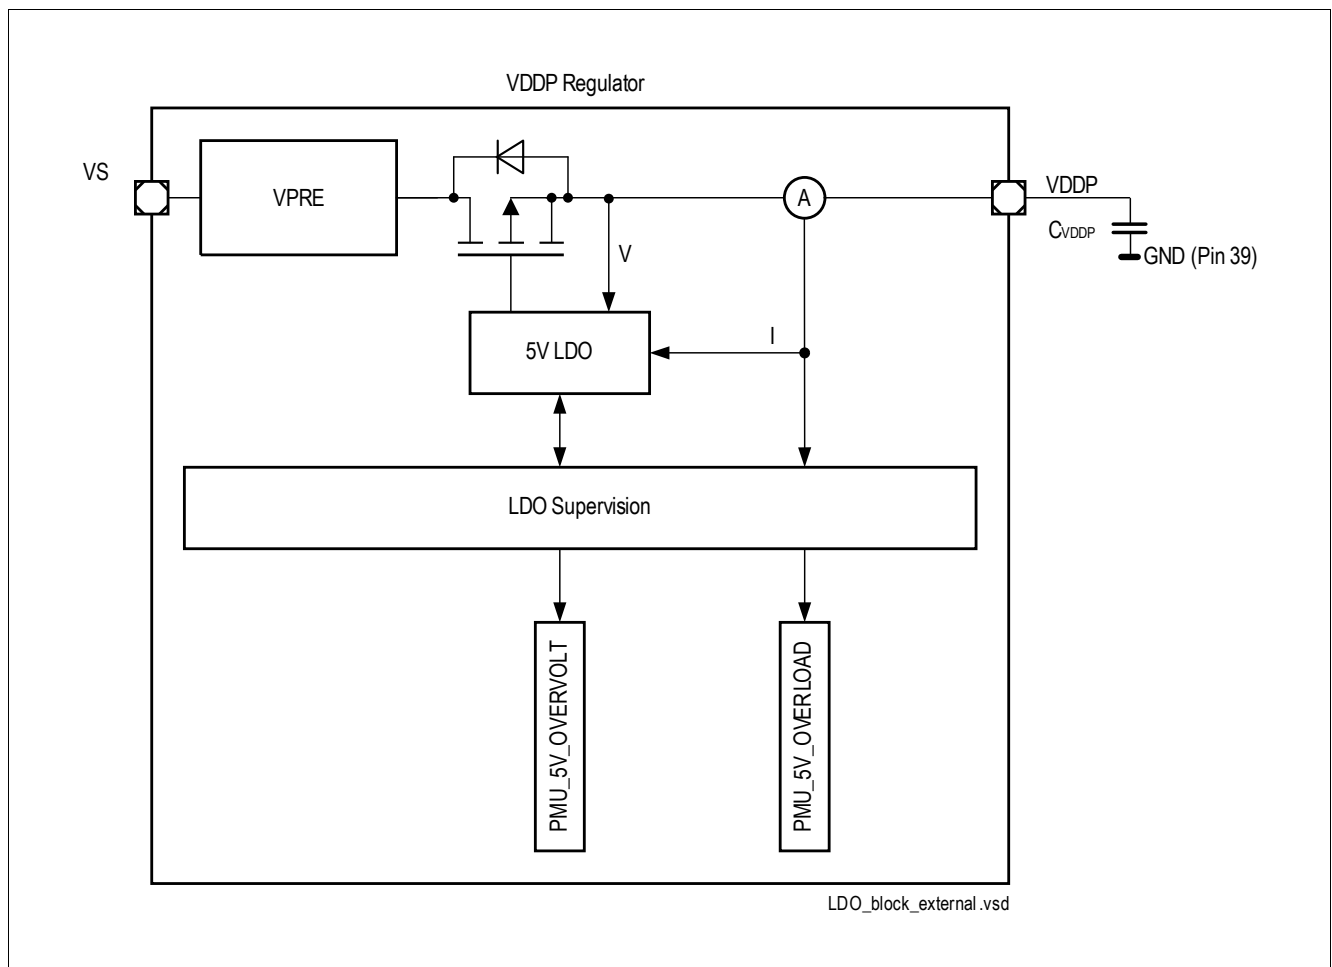 VDDP Regulator
VS
VPRE
A
VDDP
CVDDP
GND (Pin 39)
V
I
5V LDO
LDO Supervision
PMU_5V_OVERVOLT
PMU_5V_OVERLOAD
LDO_block_external.vsd